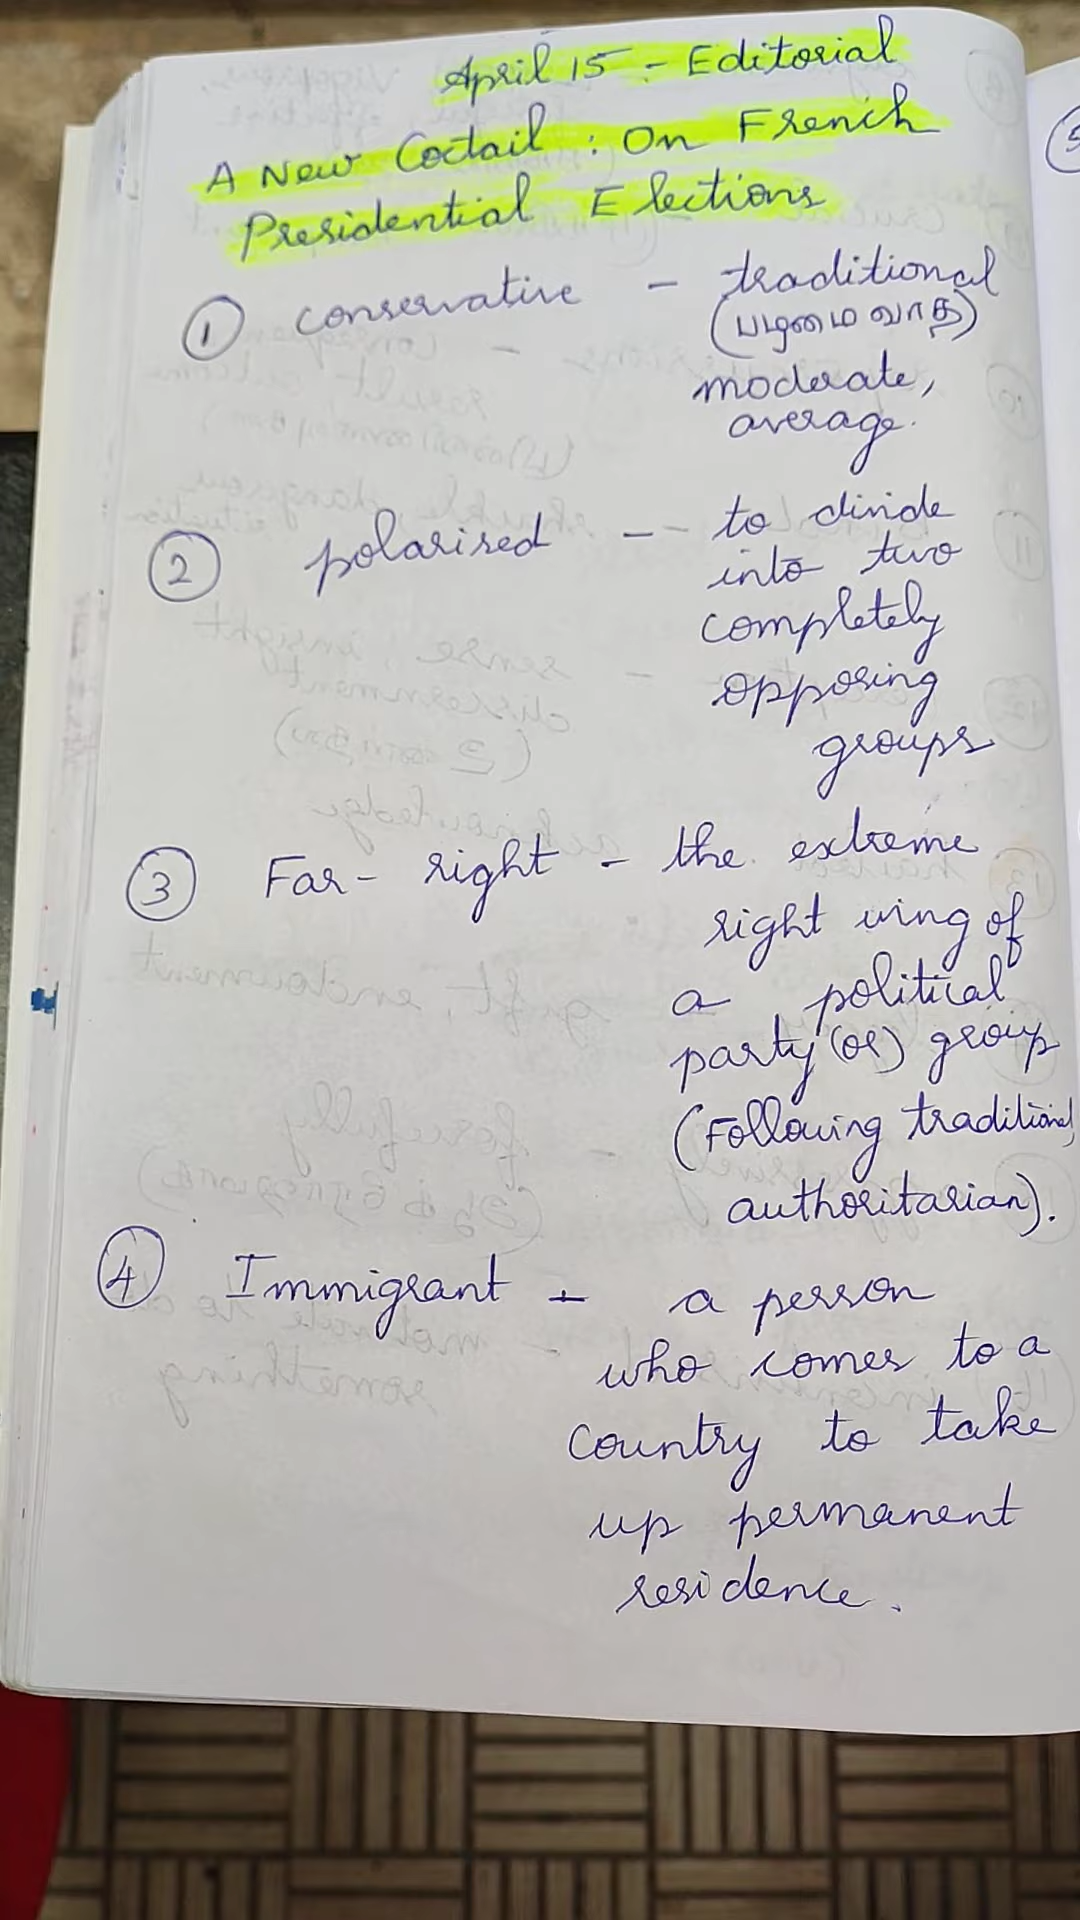 April 15 - Editorial
A New Coctail : On French
Presidential Elections
① conservative - traditional
(பழமைவாத)
moderate,
average.
② polarised -- to divide
into two
completely
opposing
groups
③ Far-right - the extreme
right wing of
a political
party (or) group
(Following traditional,
authoritarian).
④ Immigrant - a person
who comes to a
country to take
up permanent
residence.